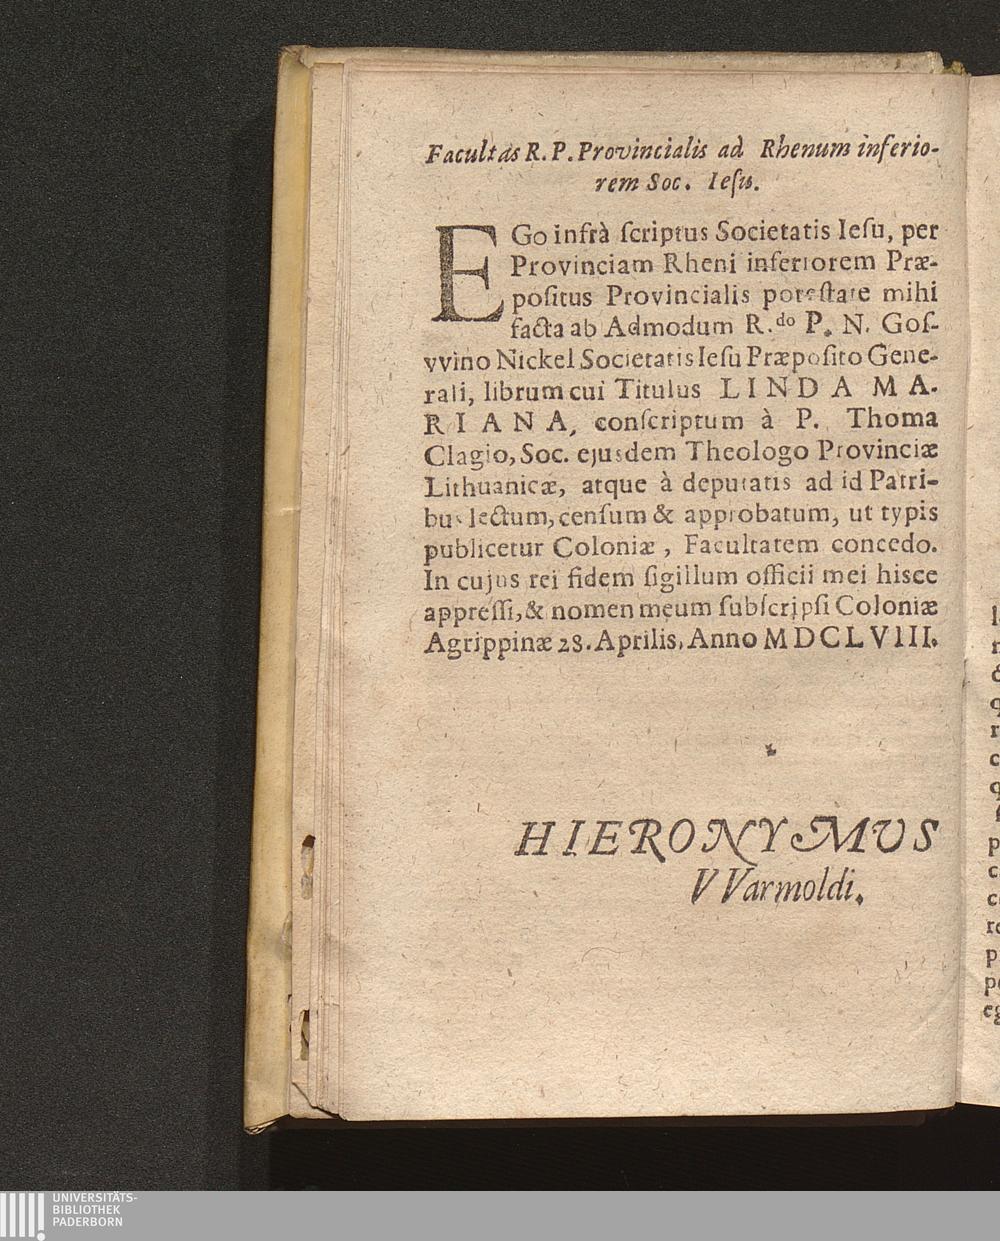 Facultas R. P. Provincialis ad Rhenum inferio-
rem Soc. Iesu.
EGo infrà ſcriptus Societatis Ieſu, per
Provinciam Rheni inferiorem Præ-
poſitus Provincialis poteſtate mihi
facta ab Admodum R.do P. N. Goſ-
vvino Nickel Societatis Ieſu Præpoſito Gene-
rali, librum cui Titulus LINDA MA-
RIANA, conſcriptum à P. Thoma
Clagio, Soc. ejusdem Theologo Provinciæ
Lithuanicæ, atque à deputatis ad id Patri-
bus lectum, cenſum & approbatum, ut typis
publicetur Coloniæ, Facultatem concedo.
In cujus rei fidem ſigillum officii mei hisce
appreſſi, & nomen meum ſubſcripſi Coloniæ
Agrippinæ 28. Aprilis, Anno MDCLVIII.
HIERONYMUS
VVarmoldi.
UNIVERSITÄTS-
BIBLIOTHEK
PADERBORN